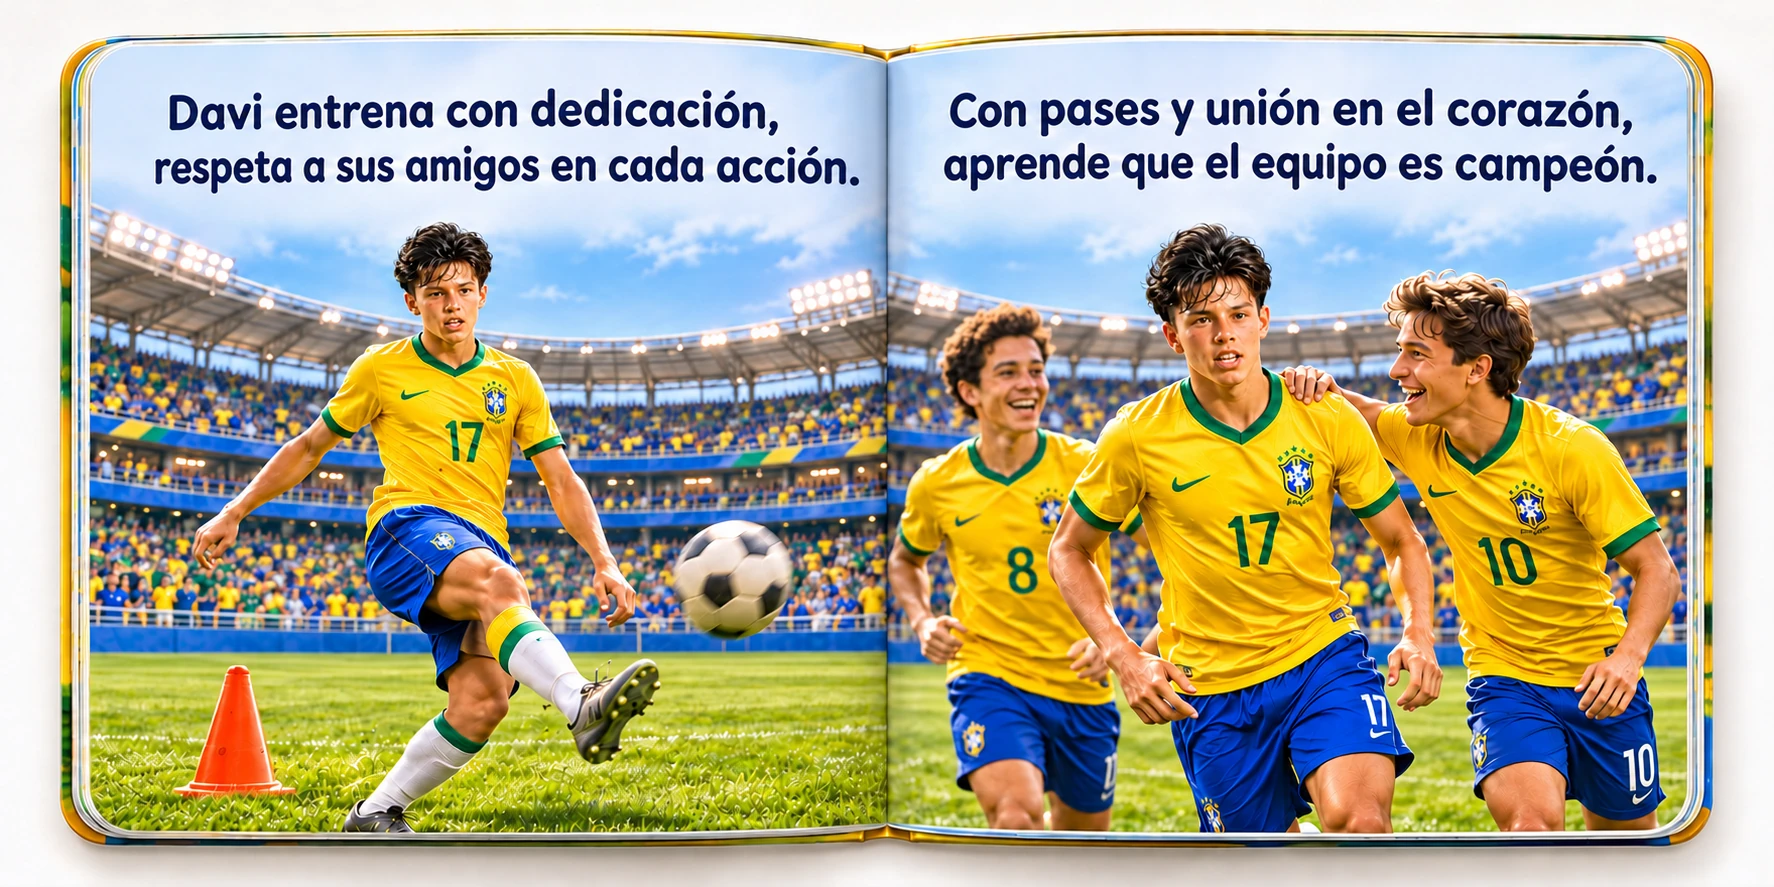 Davi entrena con dedicación,
respeta a sus amigos en cada acción.
17
Con pases y unión en el corazón,
aprende que el equipo es campeón.
8
17
10
17
10